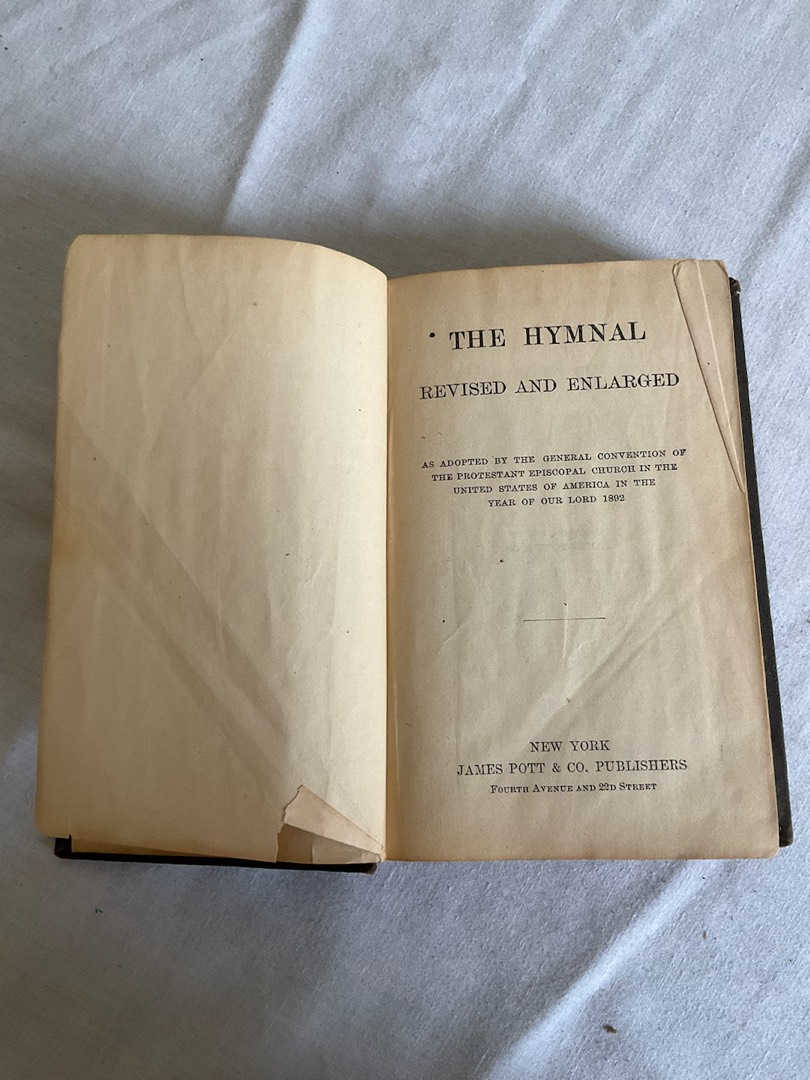 THE HYMNAL
REVISED AND ENLARGED
AS ADOPTED BY THE GENERAL CONVENTION OF
THE PROTESTANT EPISCOPAL CHURCH IN THE
UNITED STATES OF AMERICA IN THE
YEAR OF OUR LORD 1892
NEW YORK
JAMES POTT & CO. PUBLISHERS
FOURTH AVENUE AND 22D STREET